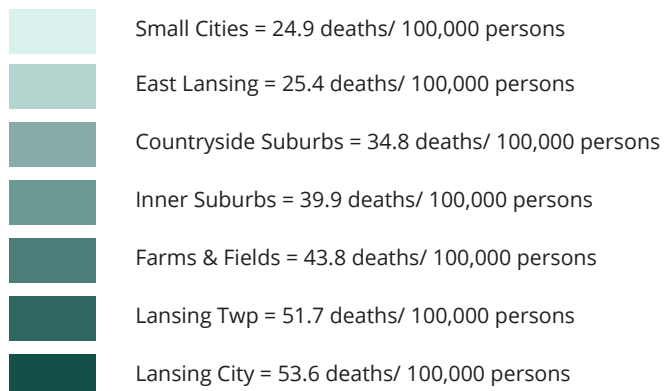 Small Cities = 24.9 deaths/ 100,000 persons
East Lansing = 25.4 deaths/ 100,000 persons
Countryside Suburbs = 34.8 deaths/ 100,000 persons
Inner Suburbs = 39.9 deaths/ 100,000 persons
Farms & Fields = 43.8 deaths/ 100,000 persons
Lansing Twp = 51.7 deaths/ 100,000 persons
Lansing City = 53.6 deaths/ 100,000 persons